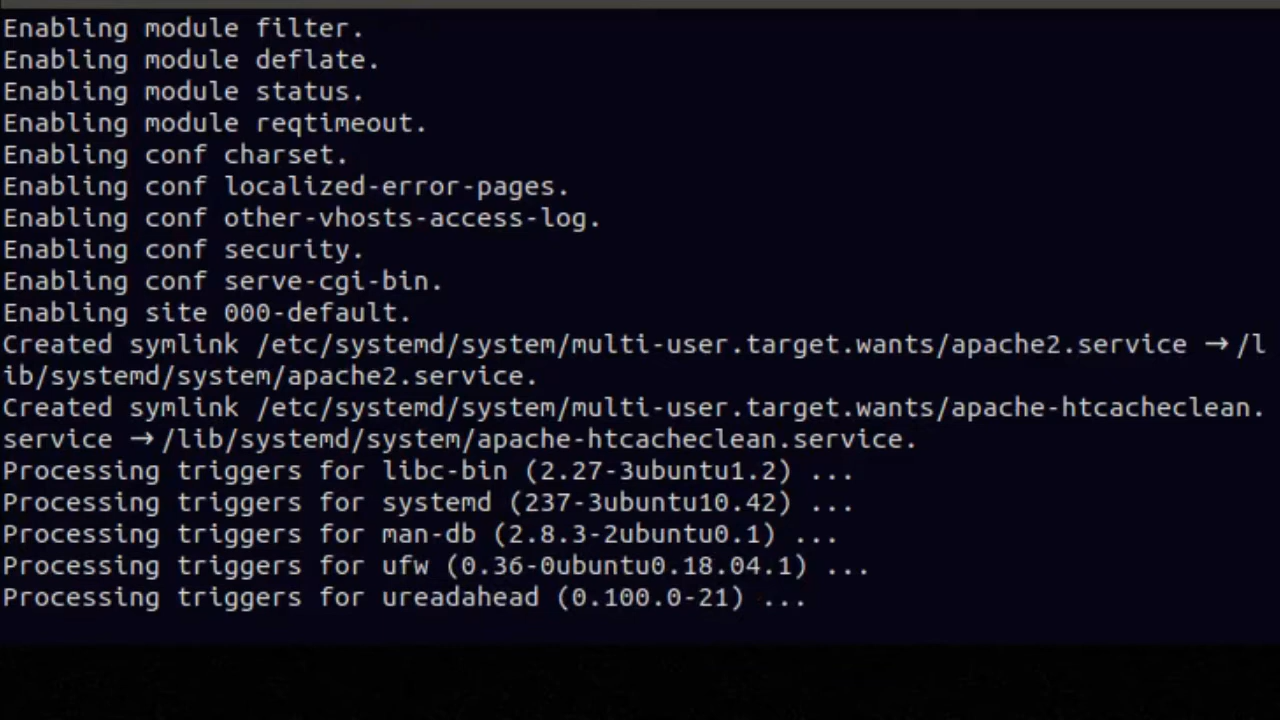 Enabling module filter.
Enabling module deflate.
Enabling module status.
Enabling module reqtimeout.
Enabling conf charset.
Enabling conf localized-error-pages.
Enabling conf other-vhosts-access-log.
Enabling conf security.
Enabling conf serve-cgi-bin.
Enabling site 000-default.
Created symlink /etc/systemd/system/multi-user.target.wants/apache2.service → /l
ib/systemd/system/apache2.service.
Created symlink /etc/systemd/system/multi-user.target.wants/apache-htcacheclean.
service → /lib/systemd/system/apache-htcacheclean.service.
Processing triggers for libc-bin (2.27-3ubuntu1.2) ...
Processing triggers for systemd (237-3ubuntu10.42) ...
Processing triggers for man-db (2.8.3-2ubuntu0.1) ...
Processing triggers for ufw (0.36-0ubuntu0.18.04.1) ...
Processing triggers for ureadahead (0.100.0-21) ...